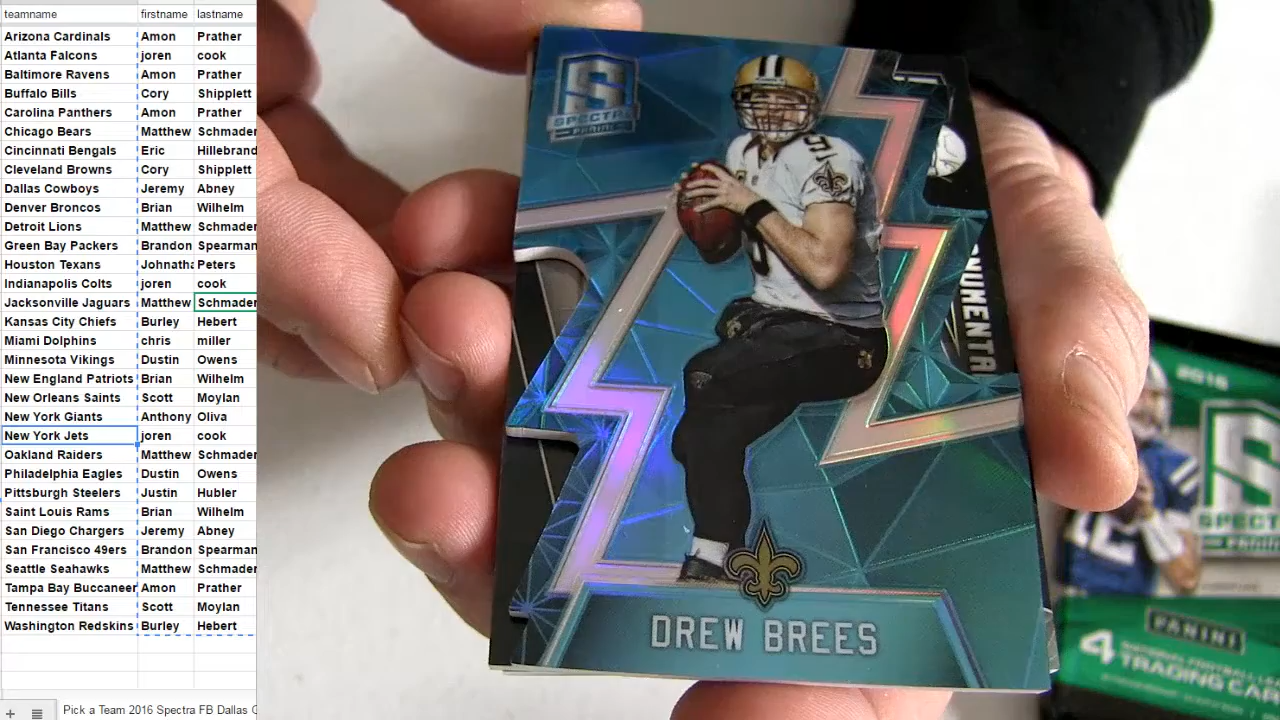 teamname firstname lastname
Arizona Cardinals Amon Prather
Atlanta Falcons joren cook
Baltimore Ravens Amon Prather
Buffalo Bills Cory Shipplett
Carolina Panthers Amon Prather
Chicago Bears Matthew Schmader
Cincinnati Bengals Eric Hillebrand
Cleveland Browns Cory Shipplett
Dallas Cowboys Jeremy Abney
Denver Broncos Brian Wilhelm
Detroit Lions Matthew Schmader
Green Bay Packers Brandon Spearman
Houston Texans Johnatha Peters
Indianapolis Colts joren cook
Jacksonville Jaguars Matthew Schmader
Kansas City Chiefs Burley Hebert
Miami Dolphins chris miller
Minnesota Vikings Dustin Owens
New England Patriots Brian Wilhelm
New Orleans Saints Scott Moylan
New York Giants Anthony Oliva
New York Jets joren cook
Oakland Raiders Matthew Schmader
Philadelphia Eagles Dustin Owens
Pittsburgh Steelers Justin Hubler
Saint Louis Rams Brian Wilhelm
San Diego Chargers Jeremy Abney
San Francisco 49ers Brandon Spearman
Seattle Seahawks Matthew Schmader
Tampa Bay Buccaneer Amon Prather
Tennessee Titans Scott Moylan
Washington Redskins Burley Hebert
Pick a Team 2016 Spectra FB Dallas
S
SPECTRA
PANINI
9
NUMENTA
DREW BREES
2016
S
SPECT
12
PANINI
4
TRADING CAR